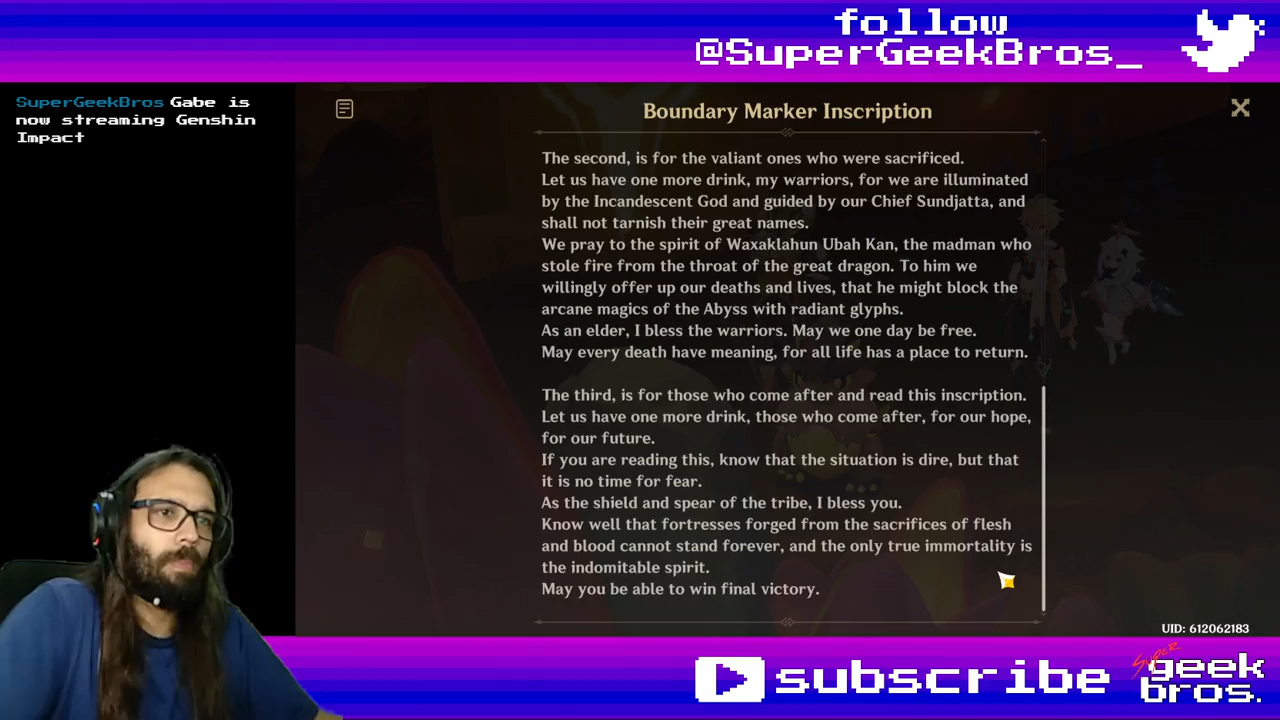 follow
@SuperGeekBros_
SuperGeekBros Gabe is
now streaming Genshin
Impact
Boundary Marker Inscription
The second, is for the valiant ones who were sacrificed.
Let us have one more drink, my warriors, for we are illuminated
by the Incandescent God and guided by our Chief Sundjatta, and
shall not tarnish their great names.
We pray to the spirit of Waxaklahun Ubah Kan, the madman who
stole fire from the throat of the great dragon. To him we
willingly offer up our deaths and lives, that he might block the
arcane magics of the Abyss with radiant glyphs.
As an elder, I bless the warriors. May we one day be free.
May every death have meaning, for all life has a place to return.
The third, is for those who come after and read this inscription.
Let us have one more drink, those who come after, for our hope,
for our future.
If you are reading this, know that the situation is dire, but that
it is no time for fear.
As the shield and spear of the tribe, I bless you.
Know well that fortresses forged from the sacrifices of flesh
and blood cannot stand forever, and the only true immortality is
the indomitable spirit.
May you be able to win final victory.
UID: 612062183
subscribe
SUPER
geek
bros.